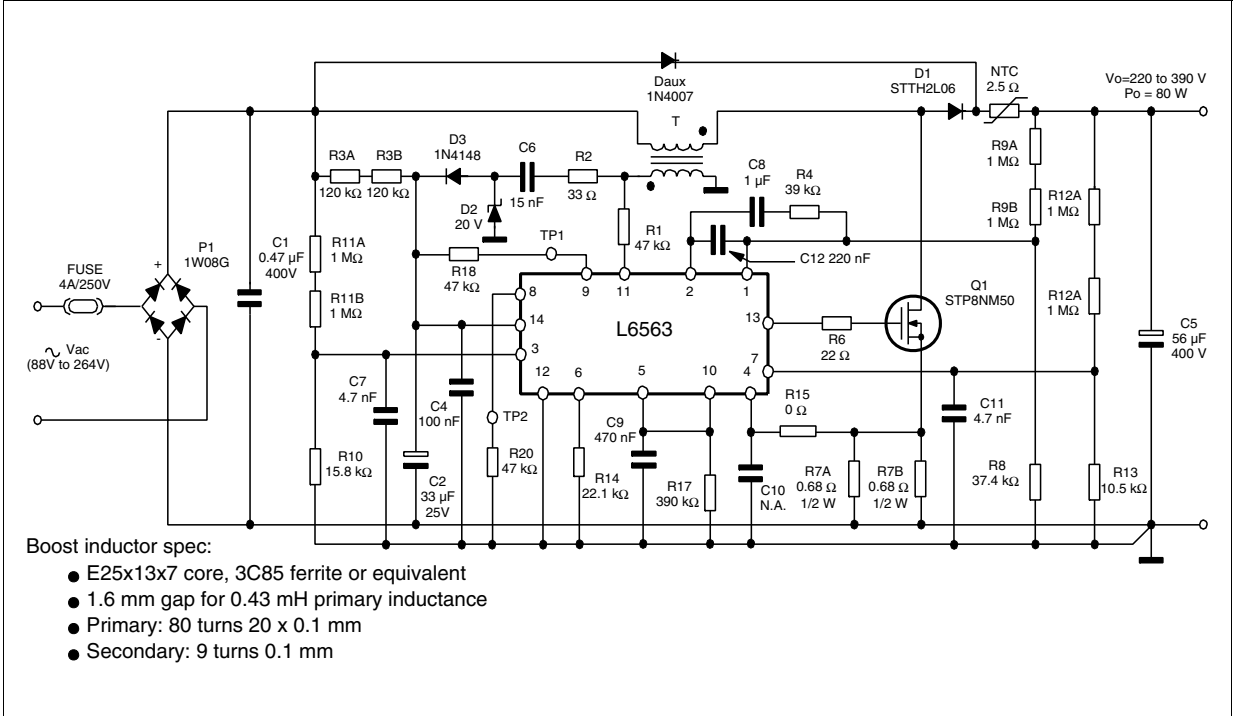 Daux
1N4007
D1
STTH2L06
NTC
2.5 Ω
Vo=220 to 390 V
Po = 80 W
T
R3A
120 kΩ
R3B
120 kΩ
D3
1N4148
C6
15 nF
R2
33 Ω
C8
1 µF
R4
39 kΩ
R9A
1 MΩ
R9B
1 MΩ
R12A
1 MΩ
D2
20 V
TP1
R1
47 kΩ
C12 220 nF
FUSE
4A/250V
P1
1W08G
+
-
C1
0.47 µF
400V
R11A
1 MΩ
R11B
1 MΩ
R18
47 kΩ
Q1
STP8NM50
R12A
1 MΩ
C5
56 µF
400 V
8
9
11
2
1
14
L6563
13
R6
22 Ω
3
7
12
6
5
10
4
Vac
(88V to 264V)
C7
4.7 nF
C4
100 nF
TP2
C9
470 nF
R15
0 Ω
C11
4.7 nF
R10
15.8 kΩ
C2
33 µF
25V
R20
47 kΩ
R14
22.1 kΩ
R17
390 kΩ
C10
N.A.
R7A
0.68 Ω
1/2 W
R7B
0.68 Ω
1/2 W
R8
37.4 kΩ
R13
10.5 kΩ
Boost inductor spec:
● E25x13x7 core, 3C85 ferrite or equivalent
● 1.6 mm gap for 0.43 mH primary inductance
● Primary: 80 turns 20 x 0.1 mm
● Secondary: 9 turns 0.1 mm